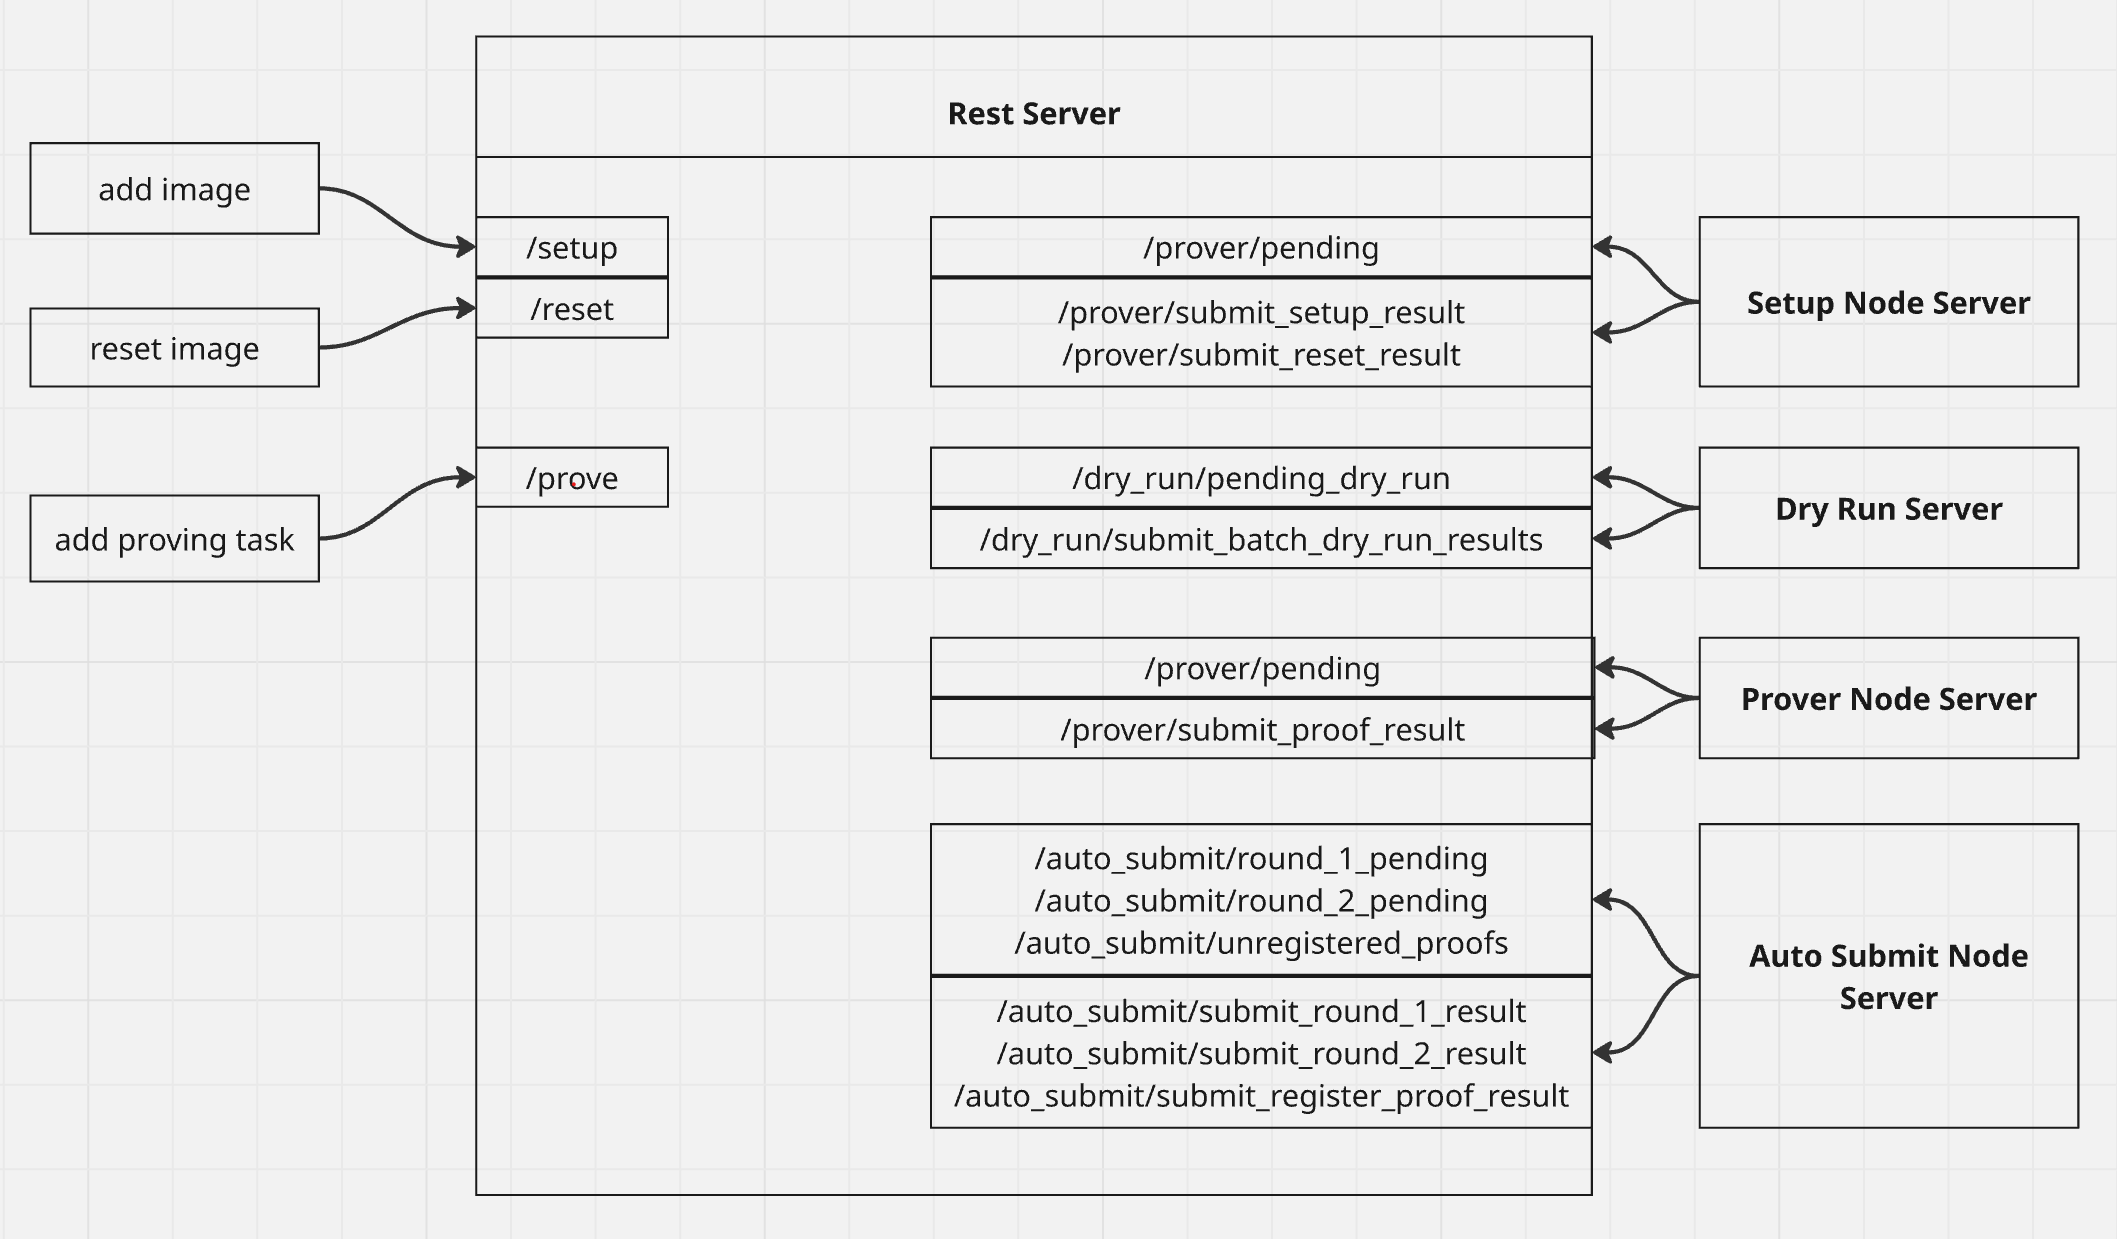 Rest Server
add image
reset image
add proving task
/setup
/reset
/prove
/prover/pending
/prover/submit_setup_result
/prover/submit_reset_result
Setup Node Server
/dry_run/pending_dry_run
/dry_run/submit_batch_dry_run_results
Dry Run Server
/prover/pending
/prover/submit_proof_result
Prover Node Server
/auto_submit/round_1_pending
/auto_submit/round_2_pending
/auto_submit/unregistered_proofs
/auto_submit/submit_round_1_result
/auto_submit/submit_round_2_result
/auto_submit/submit_register_proof_result
Auto Submit Node
Server